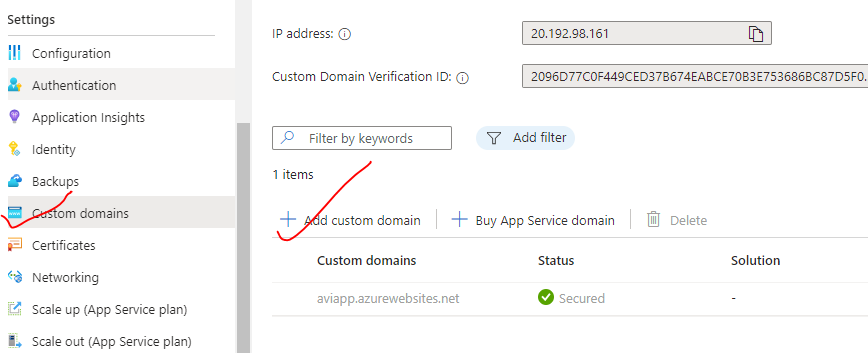 Settings
Configuration
Authentication
Application Insights
Identity
Backups
Custom domains
Certificates
Networking
Scale up (App Service plan)
Scale out (App Service plan)
IP address:
20.192.98.161
Custom Domain Verification ID:
2096D77C0F449CED37B674EABCE70B3E753686BC87D5F0.
Filter by keywords
Add filter
1 items
Add custom domain
Buy App Service domain
Delete
Custom domains Status Solution
aviapp.azurewebsites.net Secured -